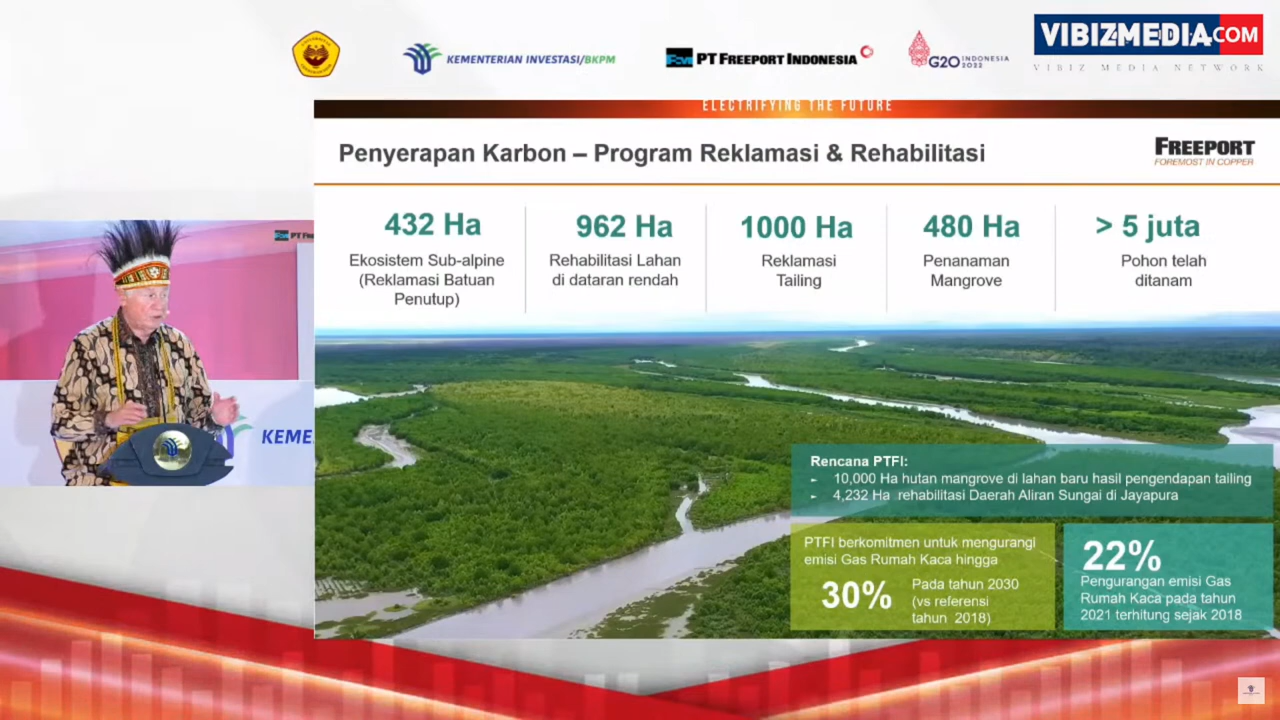 KEMENTERIAN INVESTASI/BKPM
FCX
PT FREEPORT INDONESIA
G20 INDONESIA
2022
VIBIZMEDIA.COM
VIBIZ MEDIA NETWORK
ELECTRIFYING THE FUTURE
Penyerapan Karbon – Program Reklamasi & Rehabilitasi
FREEPORT
FOREMOST IN COPPER
432 Ha
Ekosistem Sub-alpine
(Reklamasi Batuan
Penutup)
962 Ha
Rehabilitasi Lahan
di dataran rendah
1000 Ha
Reklamasi
Tailing
480 Ha
Penanaman
Mangrove
> 5 juta
Pohon telah
ditanam
PT
KEME
Rencana PTFI:
► 10,000 Ha hutan mangrove di lahan baru hasil pengendapan tailing
► 4,232 Ha rehabilitasi Daerah Aliran Sungai di Jayapura
PTFI berkomitmen untuk mengurangi
emisi Gas Rumah Kaca hingga
30%
Pada tahun 2030
(vs referensi
tahun 2018)
22%
Pengurangan emisi Gas
Rumah Kaca pada tahun
2021 terhitung sejak 2018